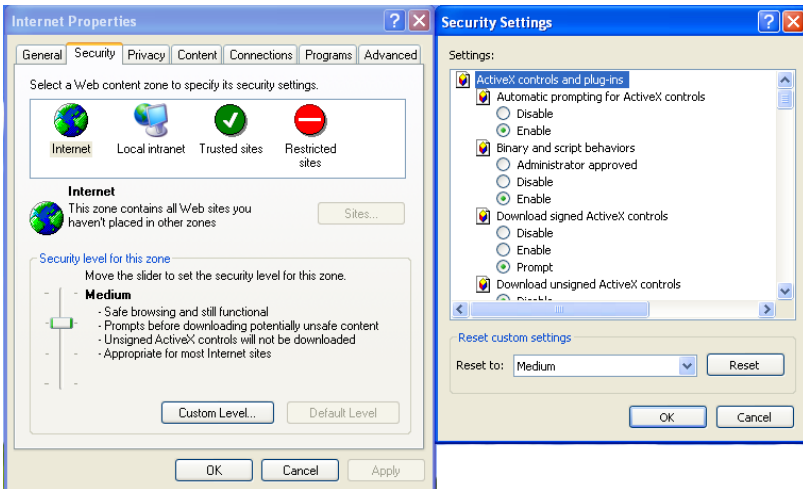 Internet Properties
General Security Privacy Content Connections Programs Advanced
Select a Web content zone to specify its security settings.
Internet Local intranet Trusted sites Restricted
sites
Internet
This zone contains all Web sites you
haven't placed in other zones
Sites...
Security level for this zone
Move the slider to set the security level for this zone.
Medium
- Safe browsing and still functional
- Prompts before downloading potentially unsafe content
- Unsigned ActiveX controls will not be downloaded
- Appropriate for most Internet sites
Custom Level... Default Level
OK Cancel Apply
Security Settings
Settings:
ActiveX controls and plug-ins
Automatic prompting for ActiveX controls
Disable
Enable
Binary and script behaviors
Administrator approved
Disable
Enable
Download signed ActiveX controls
Disable
Enable
Prompt
Download unsigned ActiveX controls
Disable
Reset custom settings
Reset to: Medium Reset
OK Cancel